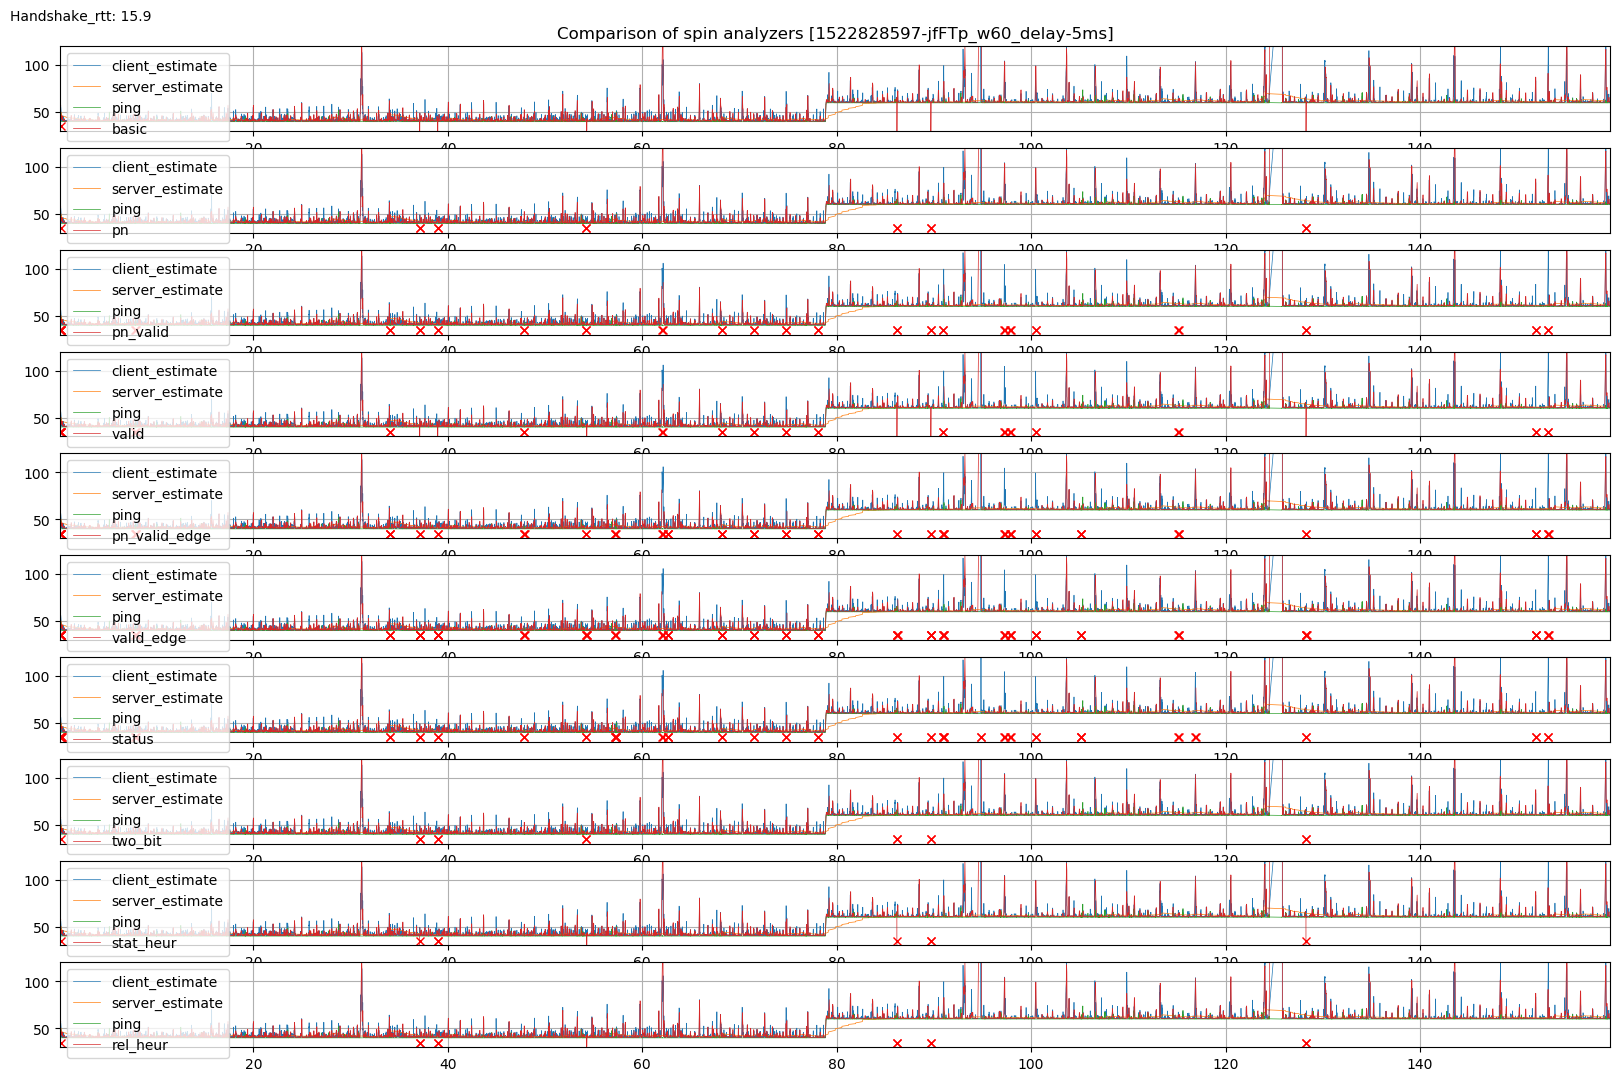 Handshake_rtt: 15.9
Comparison of spin analyzers [1522828597-jfFTp_w60_delay-5ms]
100
50
client_estimate
server_estimate
ping
basic
20 40 60 80 100 120 140
100
50
client_estimate
server_estimate
ping
pn
20 40 60 80 100 120 140
100
50
client_estimate
server_estimate
ping
pn_valid
20 40 60 80 100 120 140
100
50
client_estimate
server_estimate
ping
valid
20 40 60 80 100 120 140
100
50
client_estimate
server_estimate
ping
pn_valid_edge
20 40 60 80 100 120 140
100
50
client_estimate
server_estimate
ping
valid_edge
20 40 60 80 100 120 140
100
50
client_estimate
server_estimate
ping
status
20 40 60 80 100 120 140
100
50
client_estimate
server_estimate
ping
two_bit
20 40 60 80 100 120 140
100
50
client_estimate
server_estimate
ping
stat_heur
20 40 60 80 100 120 140
100
50
client_estimate
server_estimate
ping
rel_heur
20 40 60 80 100 120 140